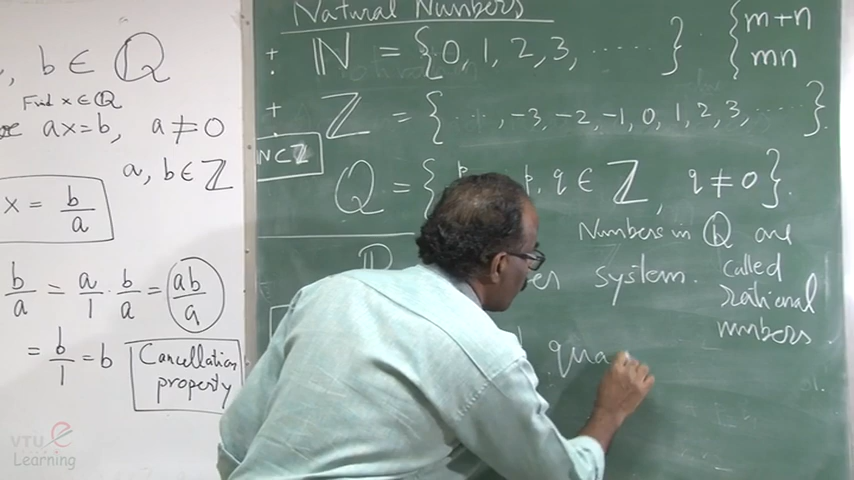 , b ∈ ℚ
Find x ∈ ℚ
ax = b, a ≠ 0
a, b ∈ ℤ
x = b/a
b/a = a/1 · b/a = ab/a
= b/1 = b
Cancellation
property
Natural Numbers
+ · ℕ = {0, 1, 2, 3, ......} . { m+n
mn
+ · ℤ = {..., -3, -2, -1, 0, 1, 2, 3, ......}.
N ⊂ ℤ
ℚ = { p, q ∈ ℤ, q ≠ 0}.
Numbers in ℚ are
called
rational
numbers
system.
qua
VTU e
Learning